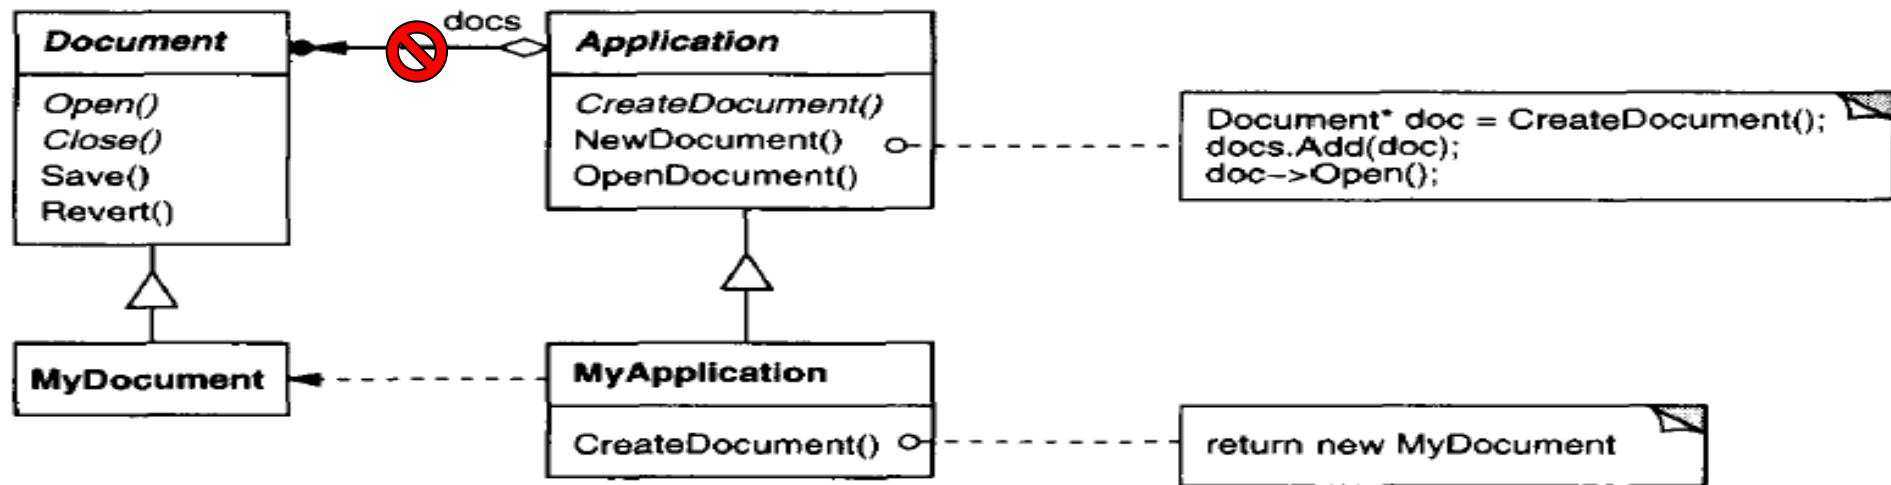 docs
Document
Open()
Close()
Save()
Revert()
Application
CreateDocument()
NewDocument()
OpenDocument()
Document* doc = CreateDocument();
docs.Add(doc);
doc->Open();
MyDocument
MyApplication
CreateDocument()
return new MyDocument